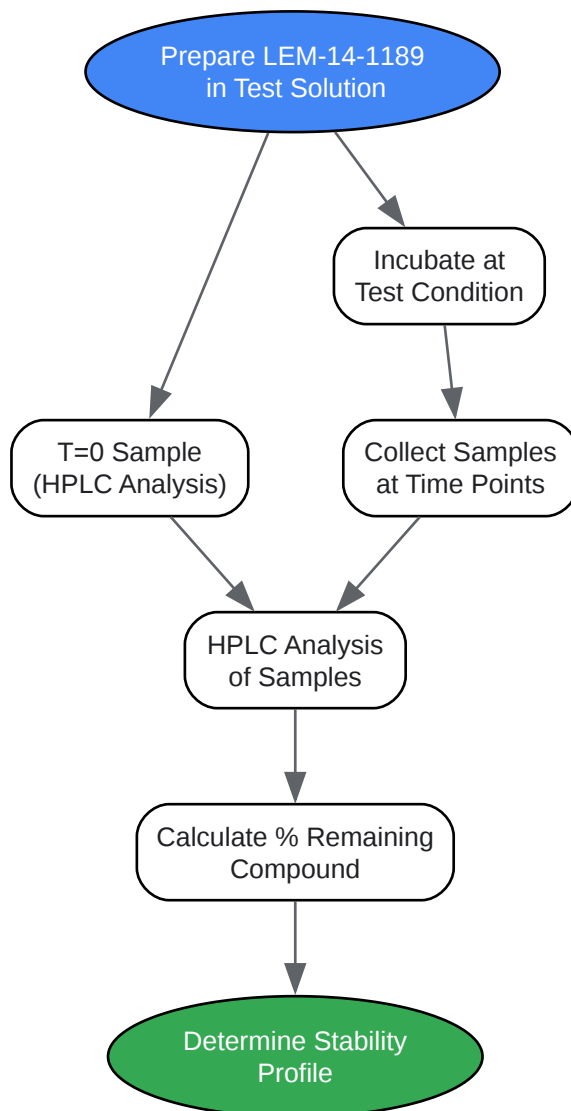 Prepare LEM-14-1189
in Test Solution
Incubate at
Test Condition
T=0 Sample
(HPLC Analysis)
Collect Samples
at Time Points
HPLC Analysis
of Samples
Calculate % Remaining
Compound
Determine Stability
Profile